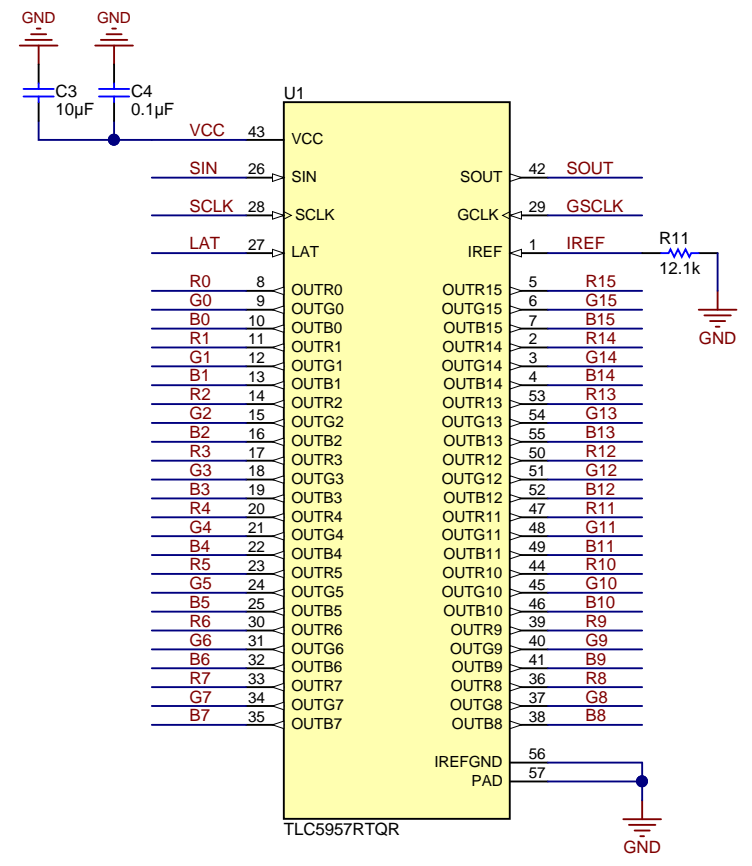 GND GND
C3 C4
10µF 0.1µF
U1
VCC 43 VCC
SIN 26 SIN SOUT 42 SOUT
SCLK 28 SCLK GCLK 29 GSCLK
LAT 27 LAT IREF 1 IREF R11
12.1k
R0 8 OUTR0 OUTR15 5 R15
G0 9 OUTG0 OUTG15 6 G15
B0 10 OUTB0 OUTB15 7 B15
R1 11 OUTR1 OUTR14 2 R14
GND
G1 12 OUTG1 OUTG14 3 G14
B1 13 OUTB1 OUTB14 4 B14
R2 14 OUTR2 OUTR13 53 R13
G2 15 OUTG2 OUTG13 54 G13
B2 16 OUTB2 OUTB13 55 B13
R3 17 OUTR3 OUTR12 50 R12
G3 18 OUTG3 OUTG12 51 G12
B3 19 OUTB3 OUTB12 52 B12
R4 20 OUTR4 OUTR11 47 R11
G4 21 OUTG4 OUTG11 48 G11
B4 22 OUTB4 OUTB11 49 B11
R5 23 OUTR5 OUTR10 44 R10
G5 24 OUTG5 OUTG10 45 G10
B5 25 OUTB5 OUTB10 46 B10
R6 30 OUTR6 OUTR9 39 R9
G6 31 OUTG6 OUTG9 40 G9
B6 32 OUTB6 OUTB9 41 B9
R7 33 OUTR7 OUTR8 36 R8
G7 34 OUTG7 OUTG8 37 G8
B7 35 OUTB7 OUTB8 38 B8
IREFGND 56
PAD 57
TLC5957RTQR
GND